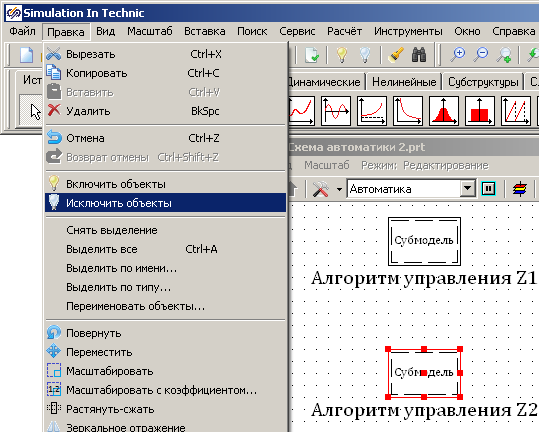 Simulation In Technic
Файл Правка Вид Масштаб Вставка Поиск Сервис Расчёт Инструменты Окно Справка
Вырезать Ctrl+X
Копировать Ctrl+C
Вставить Ctrl+V
Удалить BkSpc
Отмена Ctrl+Z
Возврат отмены Ctrl+Shift+Z
Включить объекты
Исключить объекты
Снять выделение
Выделить все Ctrl+A
Выделить по имени...
Выделить по типу...
Переименовать объекты...
Повернуть
Переместить
Масштабировать
Масштабировать с коэффициентом...
Растянуть-сжать
Зеркальное отражение
Динамические Нелинейные Субструктуры
Схема автоматики 2.prt
Масштаб Режим: Редактирование
Автоматика
Субмодель
Алгоритм управления Z1
Субмодель
Алгоритм управления Z2